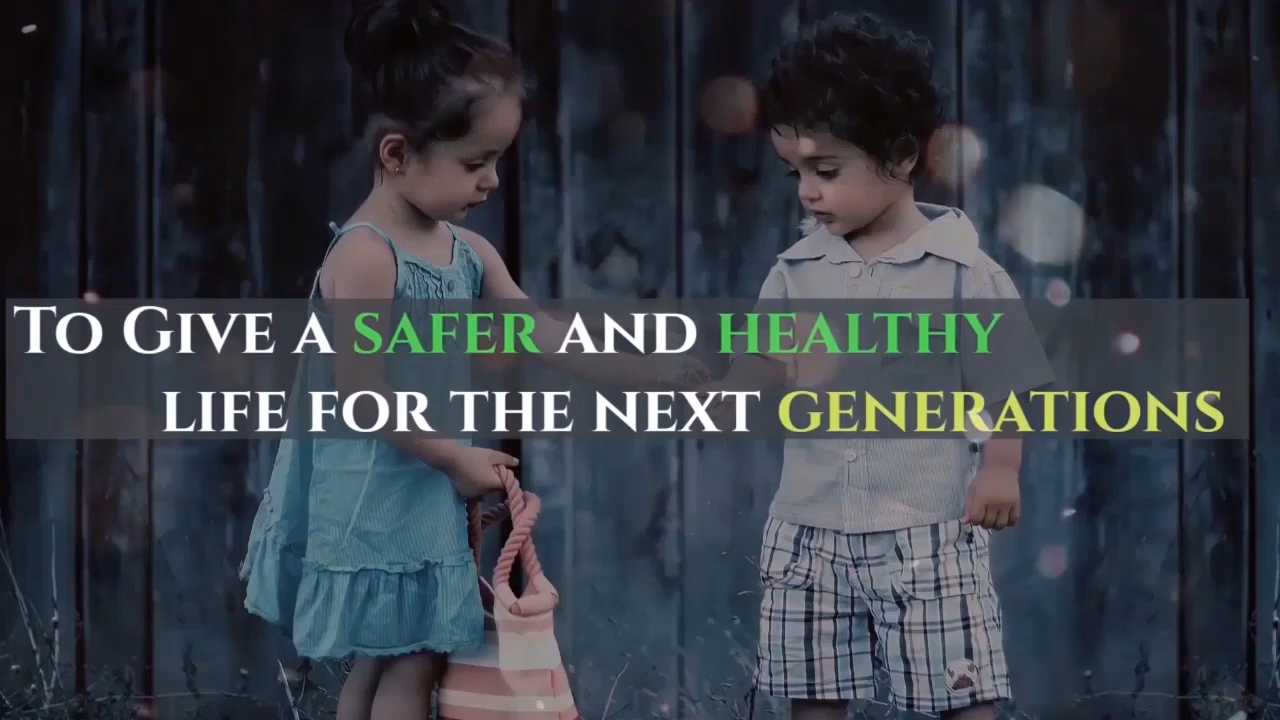 To Give a safer and healthy
life for the next generations